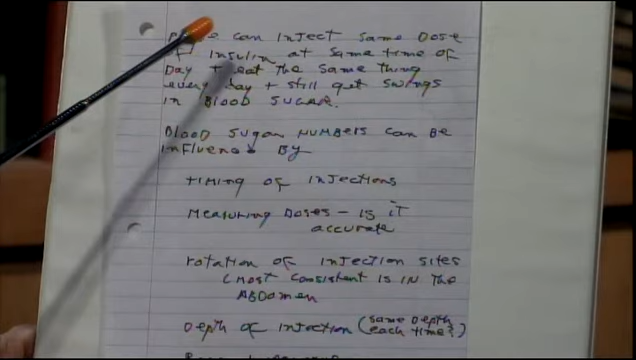 can inject same Dose
of insulin at same time of
Day + eat the same thing
every day + still get swings
in Blood sugar.
Blood sugar numbers can be
influenced By
timing of injections
Measuring Doses - is it
accurate
rotation of injection sites
(most consistent is in the
Abdomen
Depth of injection (same depth
each time?)